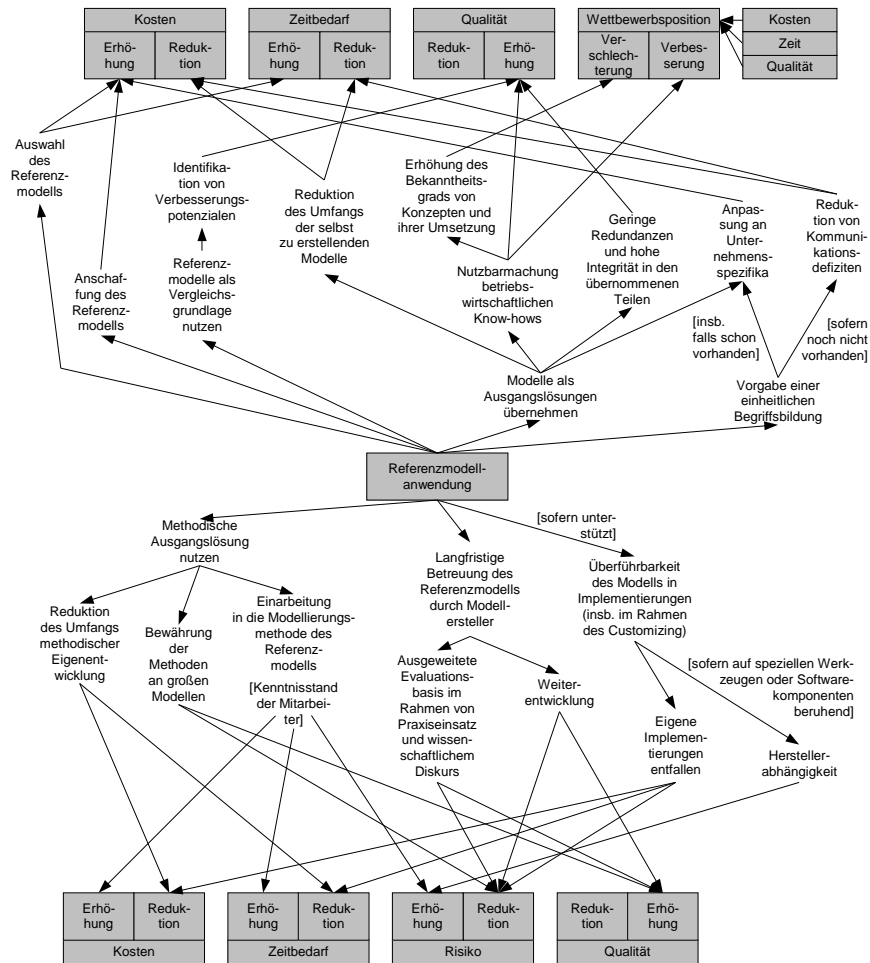 Kosten
Erhö-
hung
Reduk-
tion
Zeitbedarf
Erhö-
hung
Reduk-
tion
Qualität
Reduk-
tion
Erhö-
hung
Wettbewerbsposition
Ver-
schlech-
terung
Verbes-
serung
Kosten
Zeit
Qualität
Auswahl
des
Referenz-
modells
Identifika-
tion von
Verbesserungs-
potenzialen
Reduktion
des Umfangs
der selbst
zu erstellenden
Modelle
Erhöhung des
Bekanntheits-
grads von
Konzepten und
ihrer Umsetzung
Geringe
Redundanzen
und hohe
Integrität in den
übernommenen
Teilen
Anpas-
sung an
Unter-
nehmens-
spezifika
Reduk-
tion von
Kommuni-
kations-
defiziten
Anschaf-
fung des
Referenz-
modells
Referenz-
modelle als
Vergleichs-
grundlage
nutzen
Nutzbarmachung
betriebs-
wirtschaftlichen
Know-hows
[insb.
falls schon
vorhanden]
[sofern
noch nicht
vorhanden]
Modelle als
Ausgangslösungen
übernehmen
Vorgabe einer
einheitlichen
Begriffsbildung
Referenzmodell-
anwendung
Methodische
Ausgangslösung
nutzen
Langfristige
Betreuung des
Referenzmodells
durch Modell-
ersteller
[sofern unter-
stützt]
Überführbarkeit
des Modells in
Implementierungen
(insb. im Rahmen
des Customizing)
Reduktion
des Umfangs
methodischer
Eigenent-
wicklung
Bewährung
der
Methoden
an großen
Modellen
Einarbeitung
in die Modellierungs-
methode des
Referenz-
modells
[Kenntnisstand
der Mitarbei-
ter]
Ausgeweitete
Evaluations-
basis im
Rahmen von
Praxiseinsatz
und wissen-
schaftlichem
Diskurs
Weiter-
entwicklung
Eigene
Implemen-
tierungen
entfallen
[sofern auf speziellen Werk-
zeugen oder Software-
komponenten
beruhend]
Hersteller-
abhängigkeit
Erhö-
hung
Reduk-
tion
Kosten
Erhö-
hung
Reduk-
tion
Zeitbedarf
Erhö-
hung
Reduk-
tion
Risiko
Reduk-
tion
Erhö-
hung
Qualität